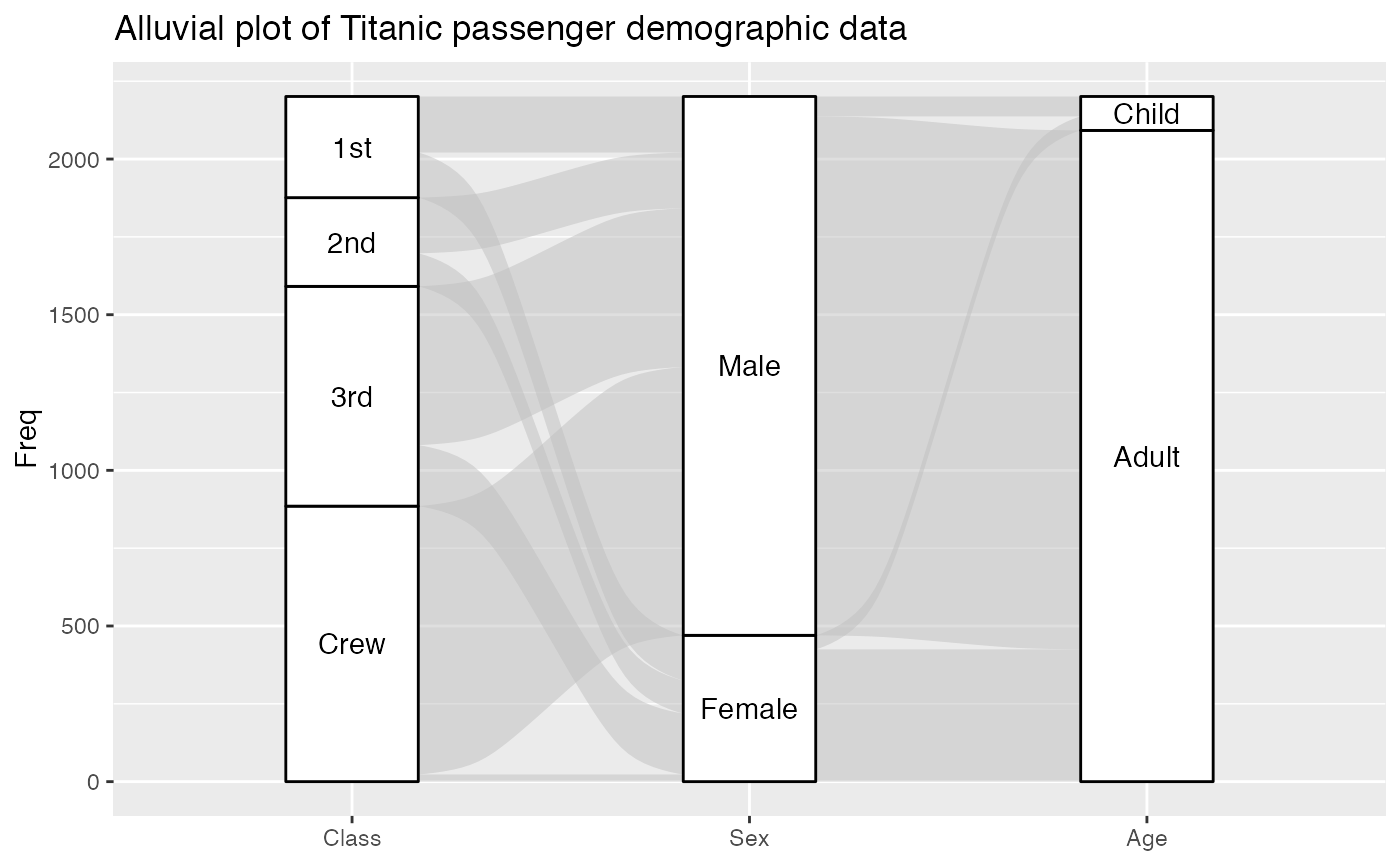 Alluvial plot of Titanic passenger demographic data
Freq
2000
1500
1000
500
0
1st
2nd
3rd
Crew
Male
Female
Child
Adult
Class
Sex
Age